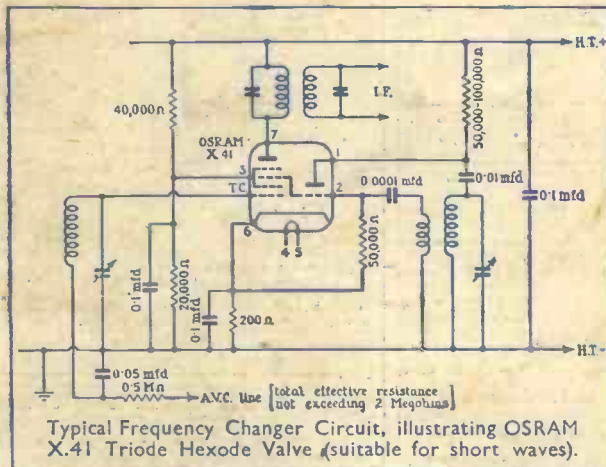 H.T.+
40,000Ω
I.F.
50,000-100,000Ω
OSRAM
X.41
7
1
3
TC
2
6
4 5
0.0001 mfd
0.01 mfd
0.1 mfd
0.1 mfd
20,000Ω
0.1 mfd
200Ω
50,000Ω
H.T.-
0.05 mfd
0.5 MΩ
A.V.C. line [total effective resistance
not exceeding 2 Megohms]
Typical Frequency Changer Circuit, illustrating OSRAM
X.41 Triode Hexode Valve (suitable for short waves).